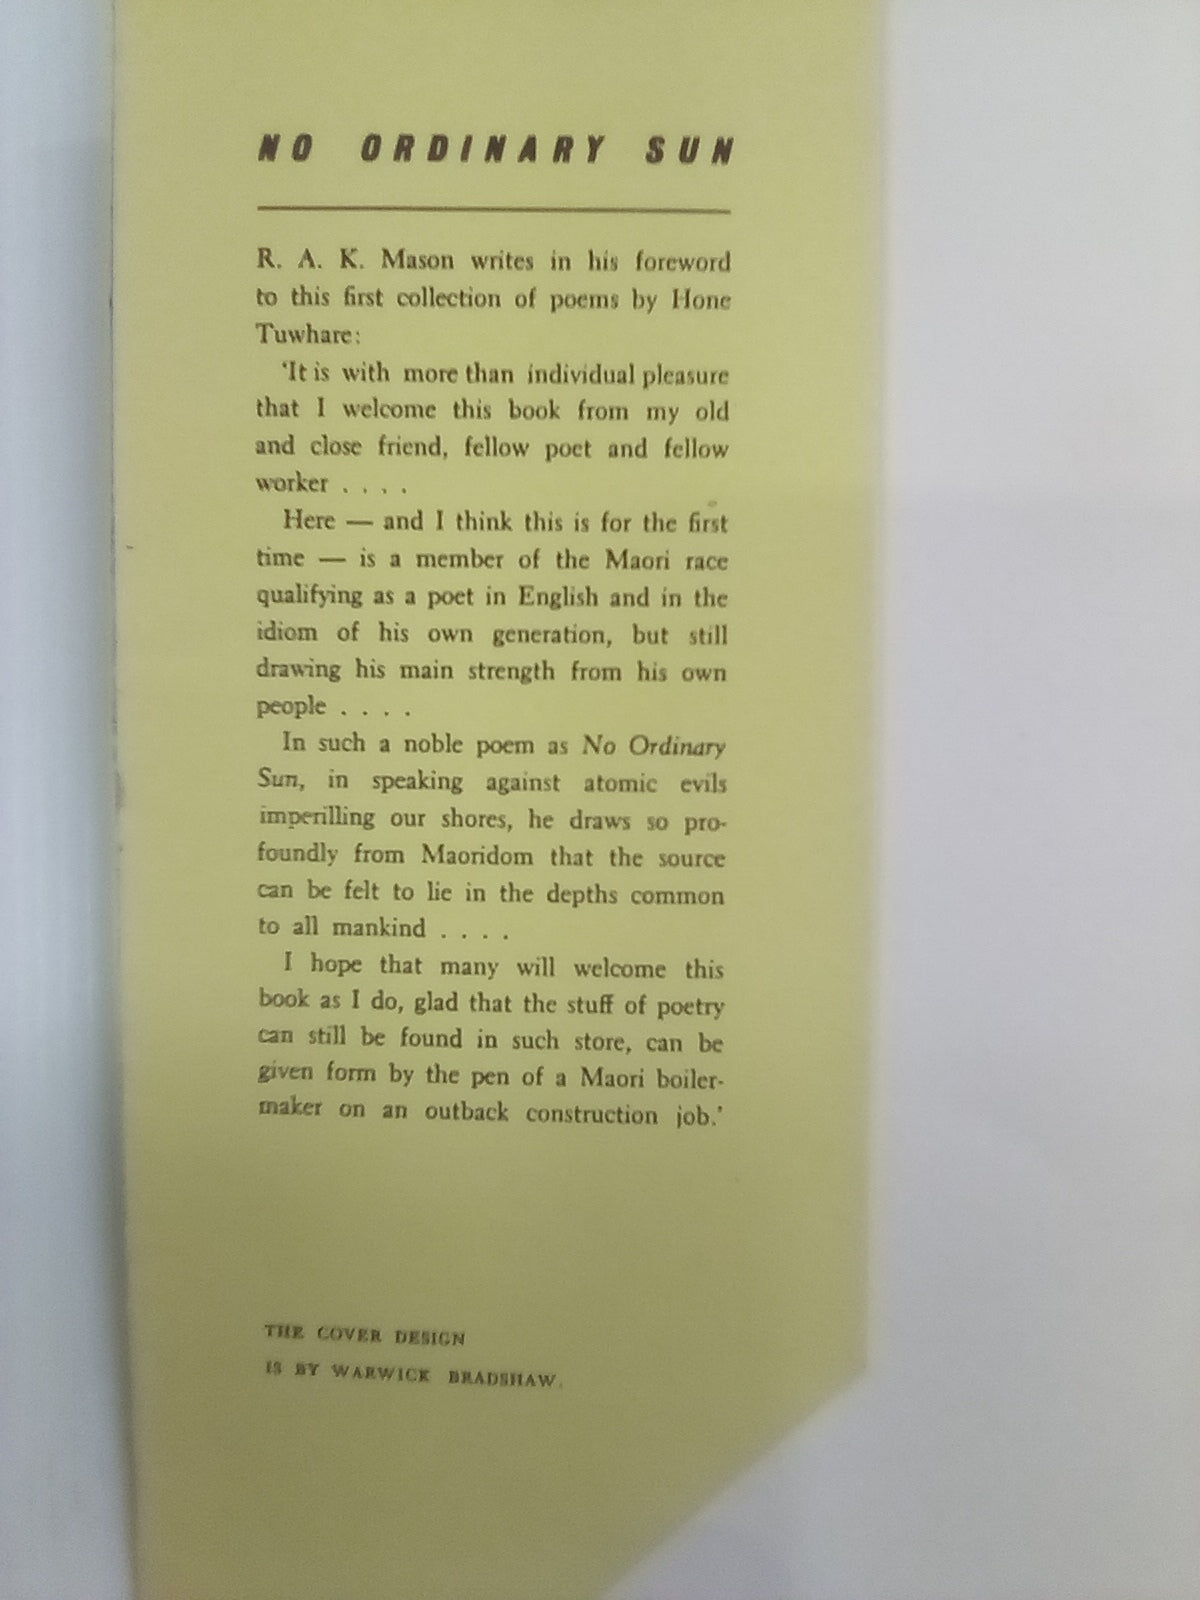 NO ORDINARY SUN
R. A. K. Mason writes in his foreword
to this first collection of poems by Hone
Tuwhare:
‘It is with more than individual pleasure
that I welcome this book from my old
and close friend, fellow poet and fellow
worker . . . .
Here — and I think this is for the first
time — is a member of the Maori race
qualifying as a poet in English and in the
idiom of his own generation, but still
drawing his main strength from his own
people . . . .
In such a noble poem as No Ordinary
Sun, in speaking against atomic evils
imperilling our shores, he draws so pro-
foundly from Maoridom that the source
can be felt to lie in the depths common
to all mankind . . . .
I hope that many will welcome this
book as I do, glad that the stuff of poetry
can still be found in such store, can be
given form by the pen of a Maori boiler-
maker on an outback construction job.’
THE COVER DESIGN
IS BY WARWICK BRADSHAW.